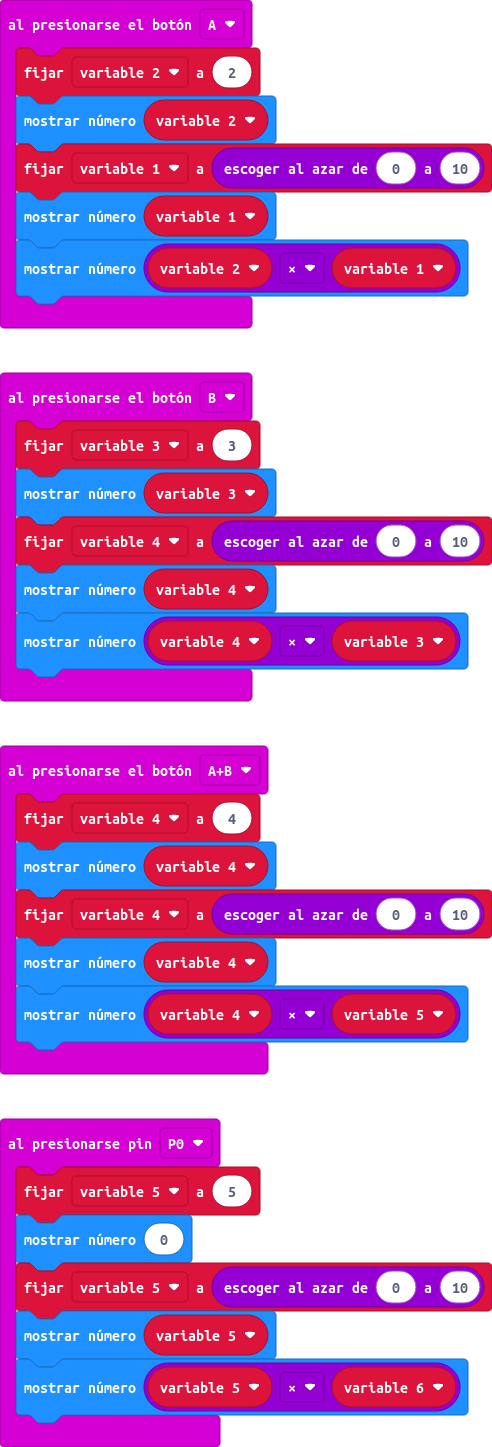 al presionarse el botón A
fijar variable 2 a 2
mostrar número variable 2
fijar variable 1 a escoger al azar de 0 a 10
mostrar número variable 1
mostrar número variable 2 × variable 1
al presionarse el botón B
fijar variable 3 a 3
mostrar número variable 3
fijar variable 4 a escoger al azar de 0 a 10
mostrar número variable 4
mostrar número variable 4 × variable 3
al presionarse el botón A+B
fijar variable 4 a 4
mostrar número variable 4
fijar variable 4 a escoger al azar de 0 a 10
mostrar número variable 4
mostrar número variable 4 × variable 5
al presionarse pin P0
fijar variable 5 a 5
mostrar número 0
fijar variable 5 a escoger al azar de 0 a 10
mostrar número variable 5
mostrar número variable 5 × variable 6